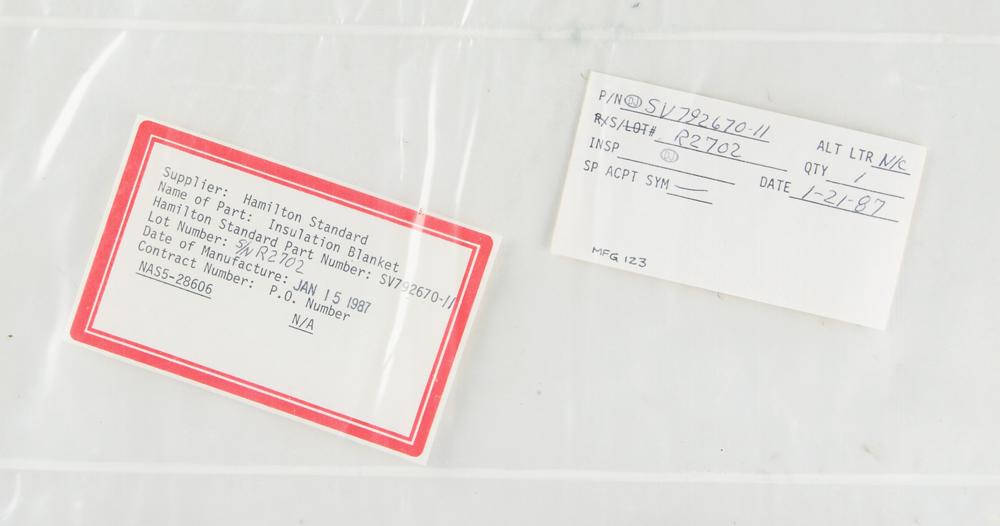 Supplier: Hamilton Standard
Name of Part: Insulation Blanket
Hamilton Standard Part Number: SV792670-11
Lot Number: S/N R2702
Date of Manufacture: JAN 15 1987
Contract Number: P.O. Number
NAS5-28606 N/A
P/N DJ SV792670-11
R/S/LOT# R2702 ALT LTR N/C
INSP DJ QTY 1
SP ACPT SYM — DATE 1-21-87
MFG 123